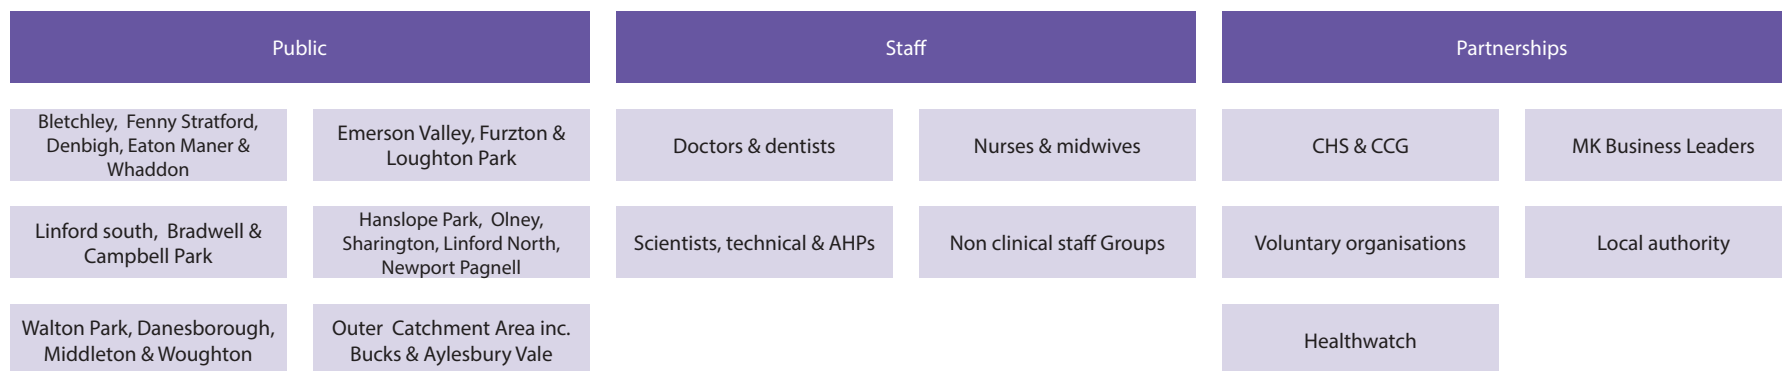 Public
Bletchley, Fenny Stratford,
Denbigh, Eaton Maner &
Whaddon
Emerson Valley, Furzton &
Loughton Park
Linford south, Bradwell &
Campbell Park
Hanslope Park, Olney,
Sharington, Linford North,
Newport Pagnell
Walton Park, Danesborough,
Middleton & Woughton
Outer Catchment Area inc.
Bucks & Aylesbury Vale
Staff
Doctors & dentists
Nurses & midwives
Scientists, technical & AHPs
Non clinical staff Groups
Partnerships
CHS & CCG
MK Business Leaders
Voluntary organisations
Local authority
Healthwatch